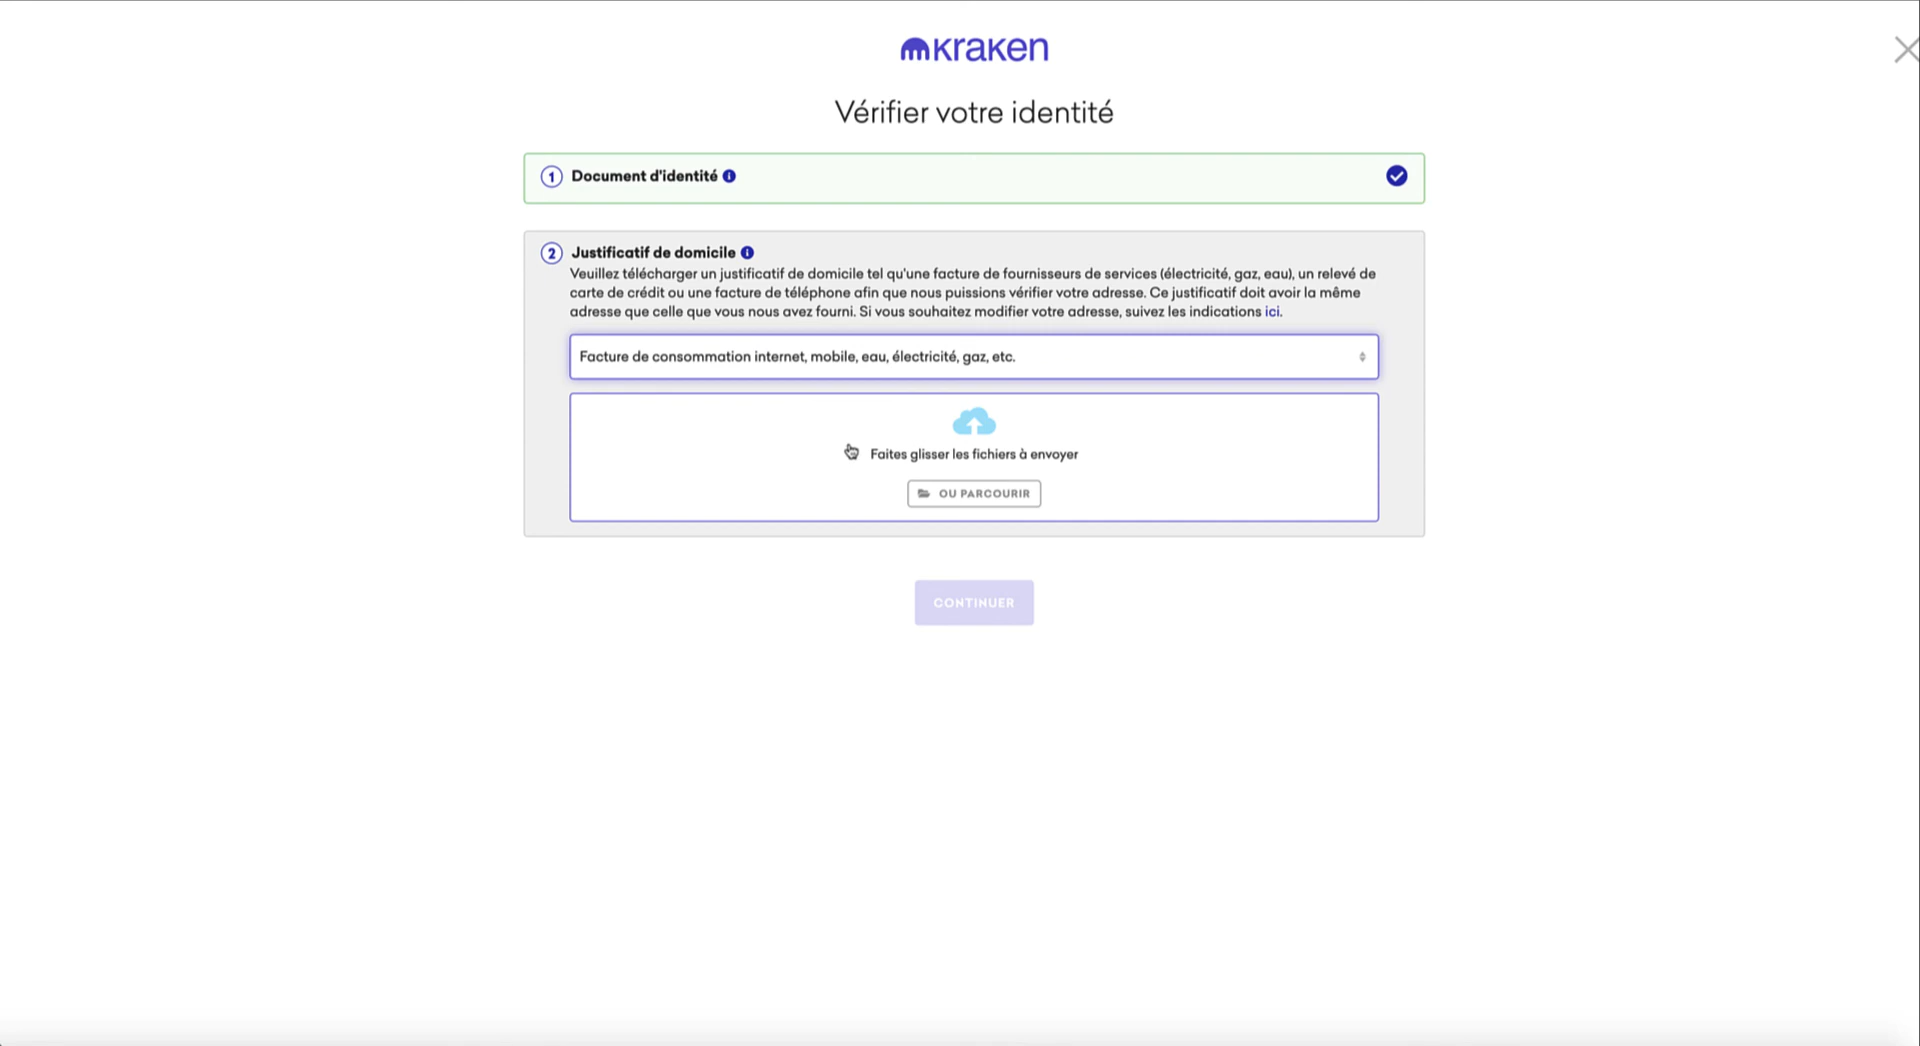 kraken
Vérifier votre identité
1 Document d'identité
2 Justificatif de domicile
Veuillez télécharger un justificatif de domicile tel qu'une facture de fournisseurs de services (électricité, gaz, eau), un relevé de
carte de crédit ou une facture de téléphone afin que nous puissions vérifier votre adresse. Ce justificatif doit avoir la même
adresse que celle que vous nous avez fourni. Si vous souhaitez modifier votre adresse, suivez les indications ici.
Facture de consommation internet, mobile, eau, électricité, gaz, etc.
Faites glisser les fichiers à envoyer
OU PARCOURIR
CONTINUER